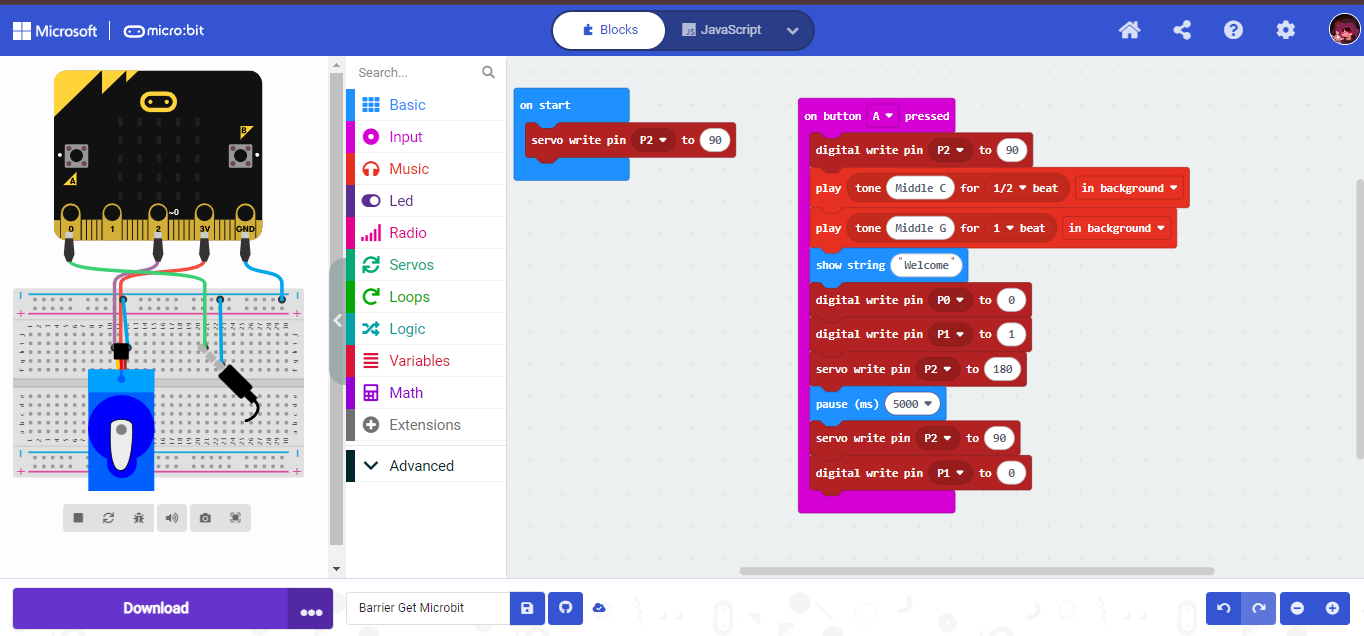 Microsoft micro:bit
Blocks
JavaScript
B
A
0 1 2 ~0 3V GND
Search...
Basic
Input
Music
Led
Radio
Servos
Loops
Logic
Variables
Math
Extensions
Advanced
on start
servo write pin P2 to 90
on button A pressed
digital write pin P2 to 90
play tone Middle C for 1/2 beat in background
play tone Middle G for 1 beat in background
show string "Welcome"
digital write pin P0 to 0
digital write pin P1 to 1
servo write pin P2 to 180
pause (ms) 5000
servo write pin P2 to 90
digital write pin P1 to 0
Download
Barrier Get Microbit